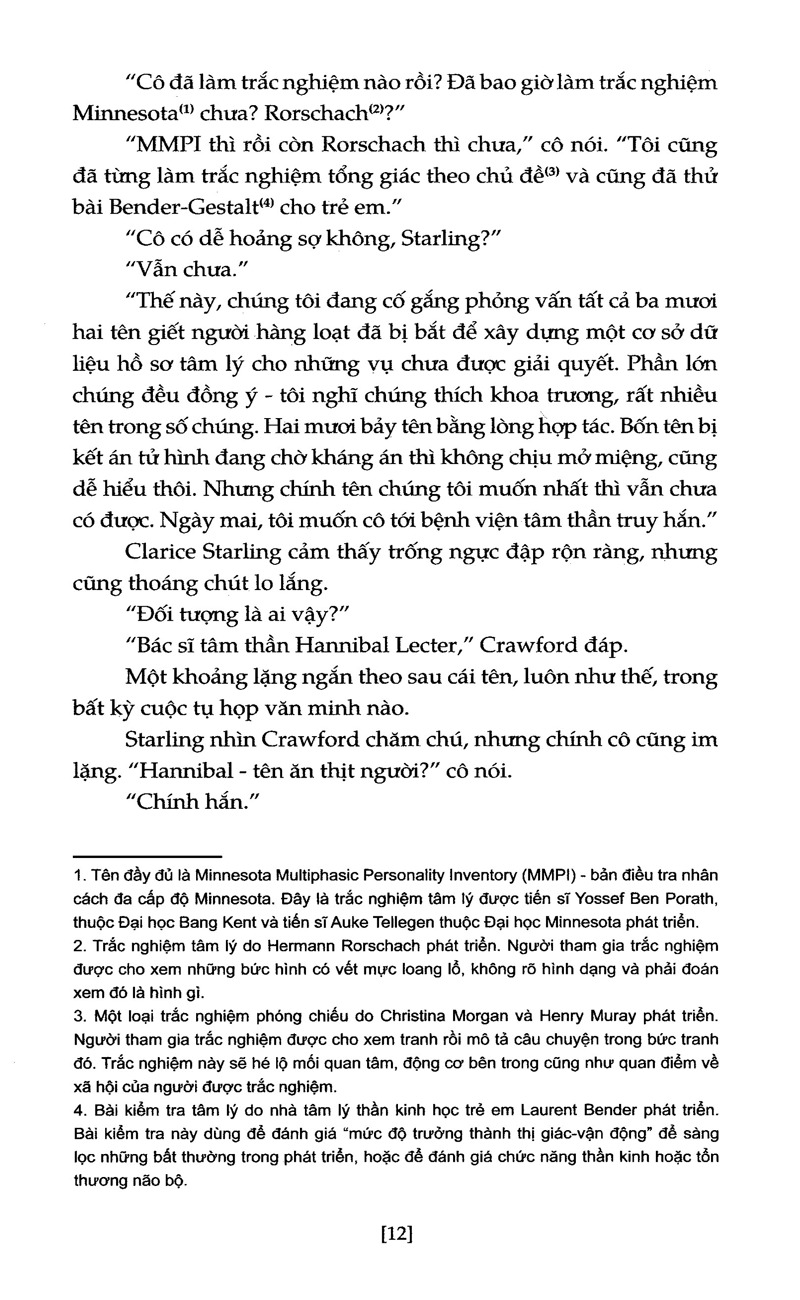 "Cô đã làm trắc nghiệm nào rồi? Đã bao giờ làm trắc nghiệm
Minnesota⁽¹⁾ chưa? Rorschach⁽²⁾?"
"MMPI thì rồi còn Rorschach thì chưa," cô nói. "Tôi cũng
đã từng làm trắc nghiệm tổng giác theo chủ đề⁽³⁾ và cũng đã thử
bài Bender-Gestalt⁽⁴⁾ cho trẻ em."
"Cô có dễ hoảng sợ không, Starling?"
"Vẫn chưa."
"Thế này, chúng tôi đang cố gắng phỏng vấn tất cả ba mươi
hai tên giết người hàng loạt đã bị bắt để xây dựng một cơ sở dữ
liệu hồ sơ tâm lý cho những vụ chưa được giải quyết. Phần lớn
chúng đều đồng ý - tôi nghĩ chúng thích khoa trương, rất nhiều
tên trong số chúng. Hai mươi bảy tên bằng lòng hợp tác. Bốn tên bị
kết án tử hình đang chờ kháng án thì không chịu mở miệng, cũng
dễ hiểu thôi. Nhưng chính tên chúng tôi muốn nhất thì vẫn chưa
có được. Ngày mai, tôi muốn cô tới bệnh viện tâm thần truy hắn."
Clarice Starling cảm thấy trống ngực đập rộn ràng, nhưng
cũng thoáng chút lo lắng.
"Đối tượng là ai vậy?"
"Bác sĩ tâm thần Hannibal Lecter," Crawford đáp.
Một khoảng lặng ngắn theo sau cái tên, luôn như thế, trong
bất kỳ cuộc tụ họp văn minh nào.
Starling nhìn Crawford chăm chú, nhưng chính cô cũng im
lặng. "Hannibal - tên ăn thịt người?" cô nói.
"Chính hắn."
1. Tên đầy đủ là Minnesota Multiphasic Personality Inventory (MMPI) - bản điều tra nhân
cách đa cấp độ Minnesota. Đây là trắc nghiệm tâm lý được tiến sĩ Yossef Ben Porath,
thuộc Đại học Bang Kent và tiến sĩ Auke Tellegen thuộc Đại học Minnesota phát triển.
2. Trắc nghiệm tâm lý do Hermann Rorschach phát triển. Người tham gia trắc nghiệm
được cho xem những bức hình có vết mực loang lổ, không rõ hình dạng và phải đoán
xem đó là hình gì.
3. Một loại trắc nghiệm phóng chiếu do Christina Morgan và Henry Muray phát triển.
Người tham gia trắc nghiệm được cho xem tranh rồi mô tả câu chuyện trong bức tranh
đó. Trắc nghiệm này sẽ hé lộ mối quan tâm, động cơ bên trong cũng như quan điểm về
xã hội của người được trắc nghiệm.
4. Bài kiểm tra tâm lý do nhà tâm lý thần kinh học trẻ em Laurent Bender phát triển.
Bài kiểm tra này dùng để đánh giá “mức độ trưởng thành thị giác-vận động” để sàng
lọc những bất thường trong phát triển, hoặc để đánh giá chức năng thần kinh hoặc tổn
thương não bộ.
[12]